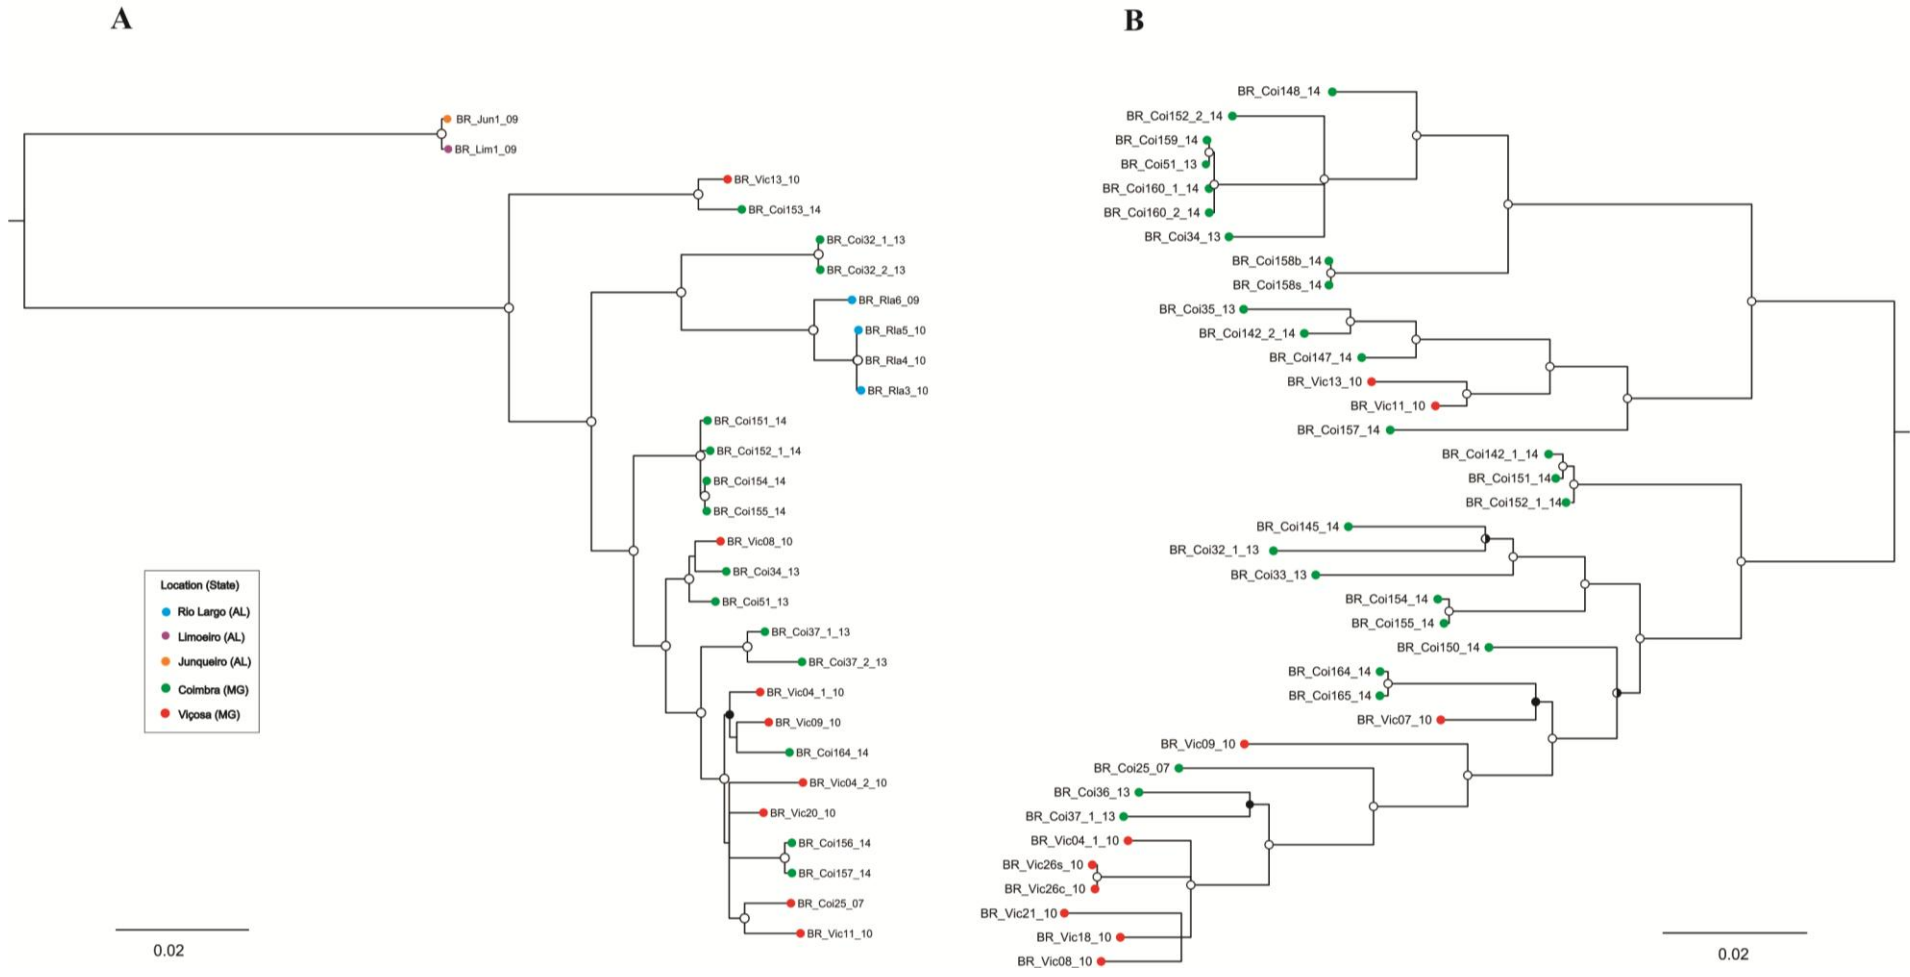 A
BR_Jun1_09
BR_Lim1_09
BR_Vic13_10
BR_Coi153_14
BR_Coi32_1_13
BR_Coi32_2_13
BR_Rla6_09
BR_Rla5_10
BR_Rla4_10
BR_Rla3_10
BR_Coi151_14
BR_Coi152_1_14
BR_Coi154_14
BR_Coi155_14
BR_Vic08_10
BR_Coi34_13
BR_Coi51_13
BR_Coi37_1_13
BR_Coi37_2_13
BR_Vic04_1_10
BR_Vic09_10
BR_Coi164_14
BR_Vic04_2_10
BR_Vic20_10
BR_Coi156_14
BR_Coi157_14
BR_Coi25_07
BR_Vic11_10
Location (State)
Rio Largo (AL)
Limoeiro (AL)
Junqueiro (AL)
Coimbra (MG)
Viçosa (MG)
0.02
B
BR_Coi148_14
BR_Coi152_2_14
BR_Coi159_14
BR_Coi51_13
BR_Coi160_1_14
BR_Coi160_2_14
BR_Coi34_13
BR_Coi158b_14
BR_Coi158s_14
BR_Coi35_13
BR_Coi142_2_14
BR_Coi147_14
BR_Vic13_10
BR_Vic11_10
BR_Coi157_14
BR_Coi142_1_14
BR_Coi151_14
BR_Coi152_1_14
BR_Coi145_14
BR_Coi32_1_13
BR_Coi33_13
BR_Coi154_14
BR_Coi155_14
BR_Coi150_14
BR_Coi164_14
BR_Coi165_14
BR_Vic07_10
BR_Vic09_10
BR_Coi25_07
BR_Coi36_13
BR_Coi37_1_13
BR_Vic04_1_10
BR_Vic26s_10
BR_Vic26c_10
BR_Vic21_10
BR_Vic18_10
BR_Vic08_10
0.02